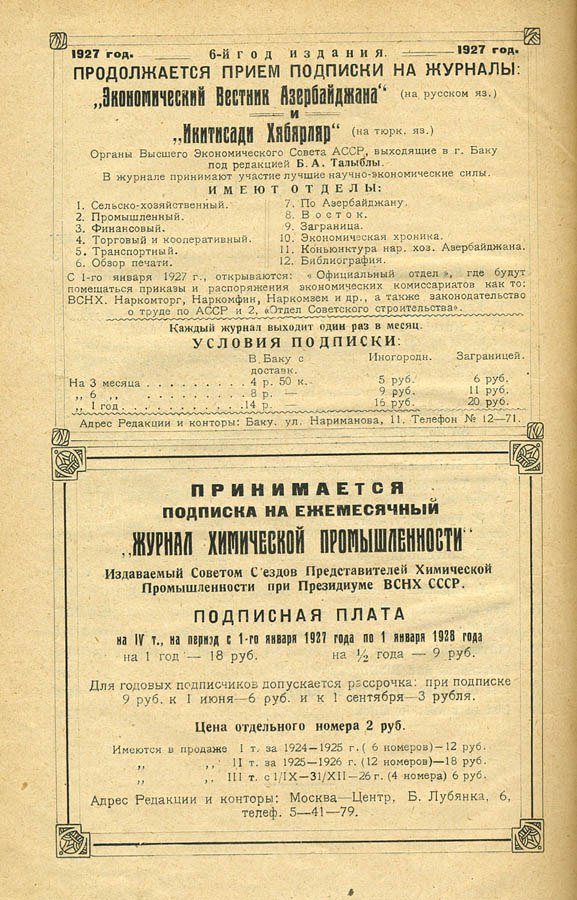 1927 год. 6-й год издания. 1927 год.
ПРОДОЛЖАЕТСЯ ПРИЕМ ПОДПИСКИ НА ЖУРНАЛЫ:
„Экономический Вестник Азербайджана“ (на русском яз.)
и
„Икитисади Хябярляр“ (на тюрк. яз.)
Органы Высшего Экономического Совета АССР, выходящие в г. Баку
под редакцией Б. А. Талыблы.
В журнале принимают участие лучшие научно-экономические силы.
ИМЕЮТ ОТДЕЛЫ:
1. Сельско-хозяйственный.
2. Промышленный.
3. Финансовый.
4. Торговый и кооперативный.
5. Транспортный.
6. Обзор печати.
7. По Азербайджану.
8. Восток.
9. Заграница.
10. Экономическая хроника.
11. Конъюнктура нар. хоз. Азербайджана.
12. Библиография.
С 1-го января 1927 г., открываются: «Официальный отдел», где будут
помещаться приказы и распоряжения экономических комиссариатов как то:
ВСНХ. Наркомторг, Наркомфин, Наркомзем и др., а также законодательство
о труде по АССР и 2, «Отдел Советского строительства».
Каждый журнал выходит один раз в месяц.
УСЛОВИЯ ПОДПИСКИ:
В Баку с доставк. Иногородн. Заграницей.
На 3 месяца . . . . . . . . . 4 р. 50 к. 5 руб. 6 руб.
„ 6 „ . . . . . . . . . 8 р. — 9 руб. 11 руб.
„ 1 год . . . . . . . . . 14 р. — 16 руб. 20 руб.
Адрес Редакции и конторы: Баку. ул. Нариманова, 11. Телефон № 12—71.
ПРИНИМАЕТСЯ
ПОДПИСКА НА ЕЖЕМЕСЯЧНЫЙ
„ЖУРНАЛ ХИМИЧЕСКОЙ ПРОМЫШЛЕННОСТИ“
Издаваемый Советом С'ездов Представителей Химической
Промышленности при Президиуме ВСНХ СССР.
ПОДПИСНАЯ ПЛАТА
на IV т., на период с 1-го января 1927 года по 1 января 1928 года
на 1 год — 18 руб. на ½ года — 9 руб.
Для годовых подписчиков допускается рассрочка: при подписке
9 руб. к 1 июня—6 руб. и к 1 сентября—3 рубля.
Цена отдельного номера 2 руб.
Имеются в продаже I т. за 1924—1925 г. ( 6 номеров)—12 руб.
„ „ II т. за 1925—1926 г. (12 номеров)—18 руб.
„ „ III т. с 1/IX—31/XII—26 г. (4 номера) 6 руб.
Адрес Редакции и конторы: Москва—Центр, Б. Лубянка, 6,
телеф. 5—41—79.